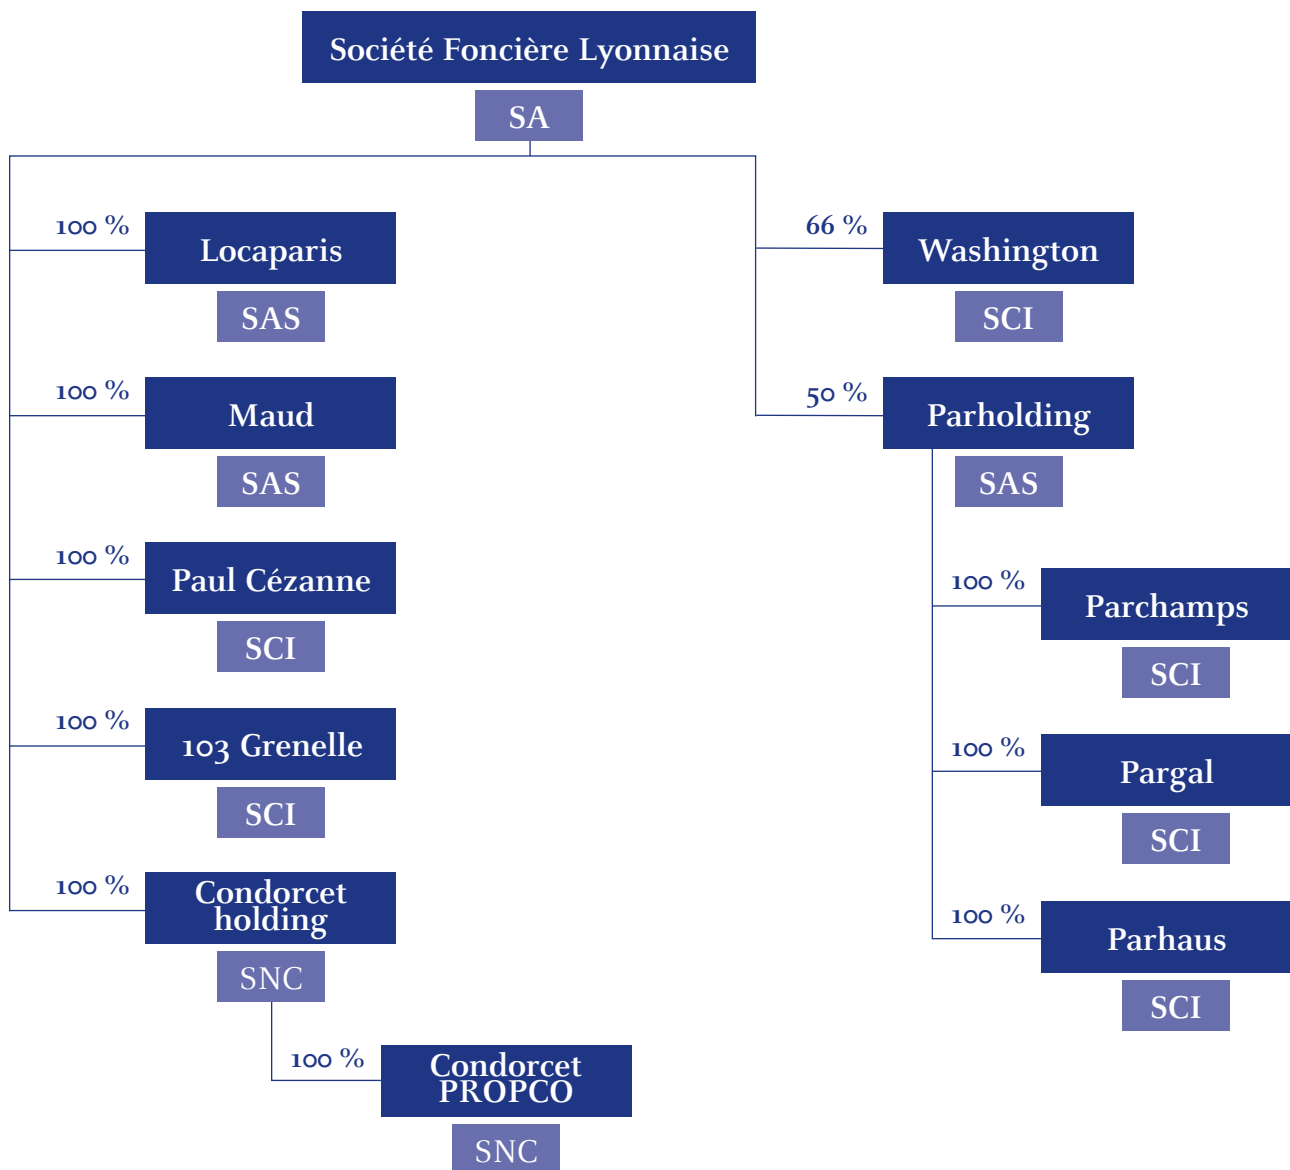 Société Foncière Lyonnaise
SA
100 %
Locaparis
SAS
100 %
Maud
SAS
100 %
Paul Cézanne
SCI
100 %
103 Grenelle
SCI
100 %
Condorcet
holding
SNC
100 %
Condorcet
PROPCO
SNC
66 %
Washington
SCI
50 %
Parholding
SAS
100 %
Parchamps
SCI
100 %
Pargal
SCI
100 %
Parhaus
SCI